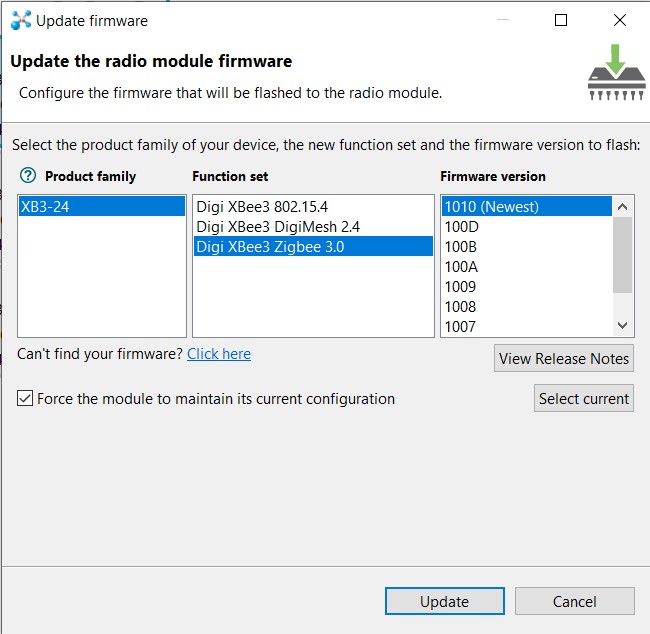 Update firmware
Update the radio module firmware
Configure the firmware that will be flashed to the radio module.
Select the product family of your device, the new function set and the firmware version to flash:
Product family
Function set
Firmware version
XB3-24
Digi XBee3 802.15.4
Digi XBee3 DigiMesh 2.4
Digi XBee3 Zigbee 3.0
1010 (Newest)
100D
100B
100A
1009
1008
1007
Can't find your firmware? Click here
View Release Notes
Force the module to maintain its current configuration
Select current
Update
Cancel